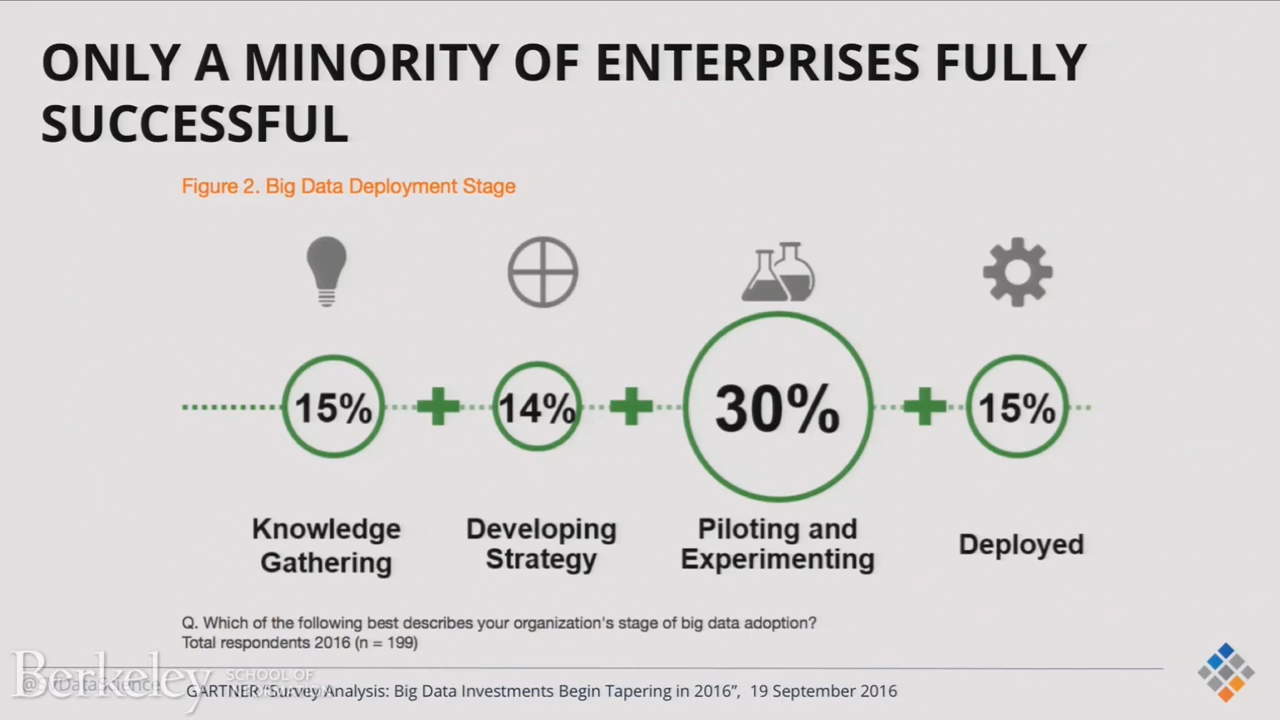 ONLY A MINORITY OF ENTERPRISES FULLY
SUCCESSFUL
Figure 2. Big Data Deployment Stage
15%
14%
30%
15%
Knowledge
Gathering
Developing
Strategy
Piloting and
Experimenting
Deployed
Q. Which of the following best describes your organization's stage of big data adoption?
Total respondents 2016 (n = 199)
Berkeley
SCHOOL OF
GARTNER "Survey Analysis: Big Data Investments Begin Tapering in 2016", 19 September 2016